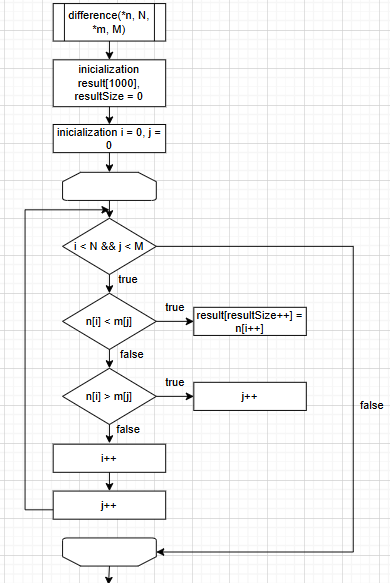 difference(*n, N,
*m, M)
inicialization
result[1000],
resultSize = 0
inicialization i = 0, j =
0
i < N && j < M
true
n[i] < m[j]
true
result[resultSize++] =
n[i++]
false
n[i] > m[j]
true
j++
false
false
i++
j++